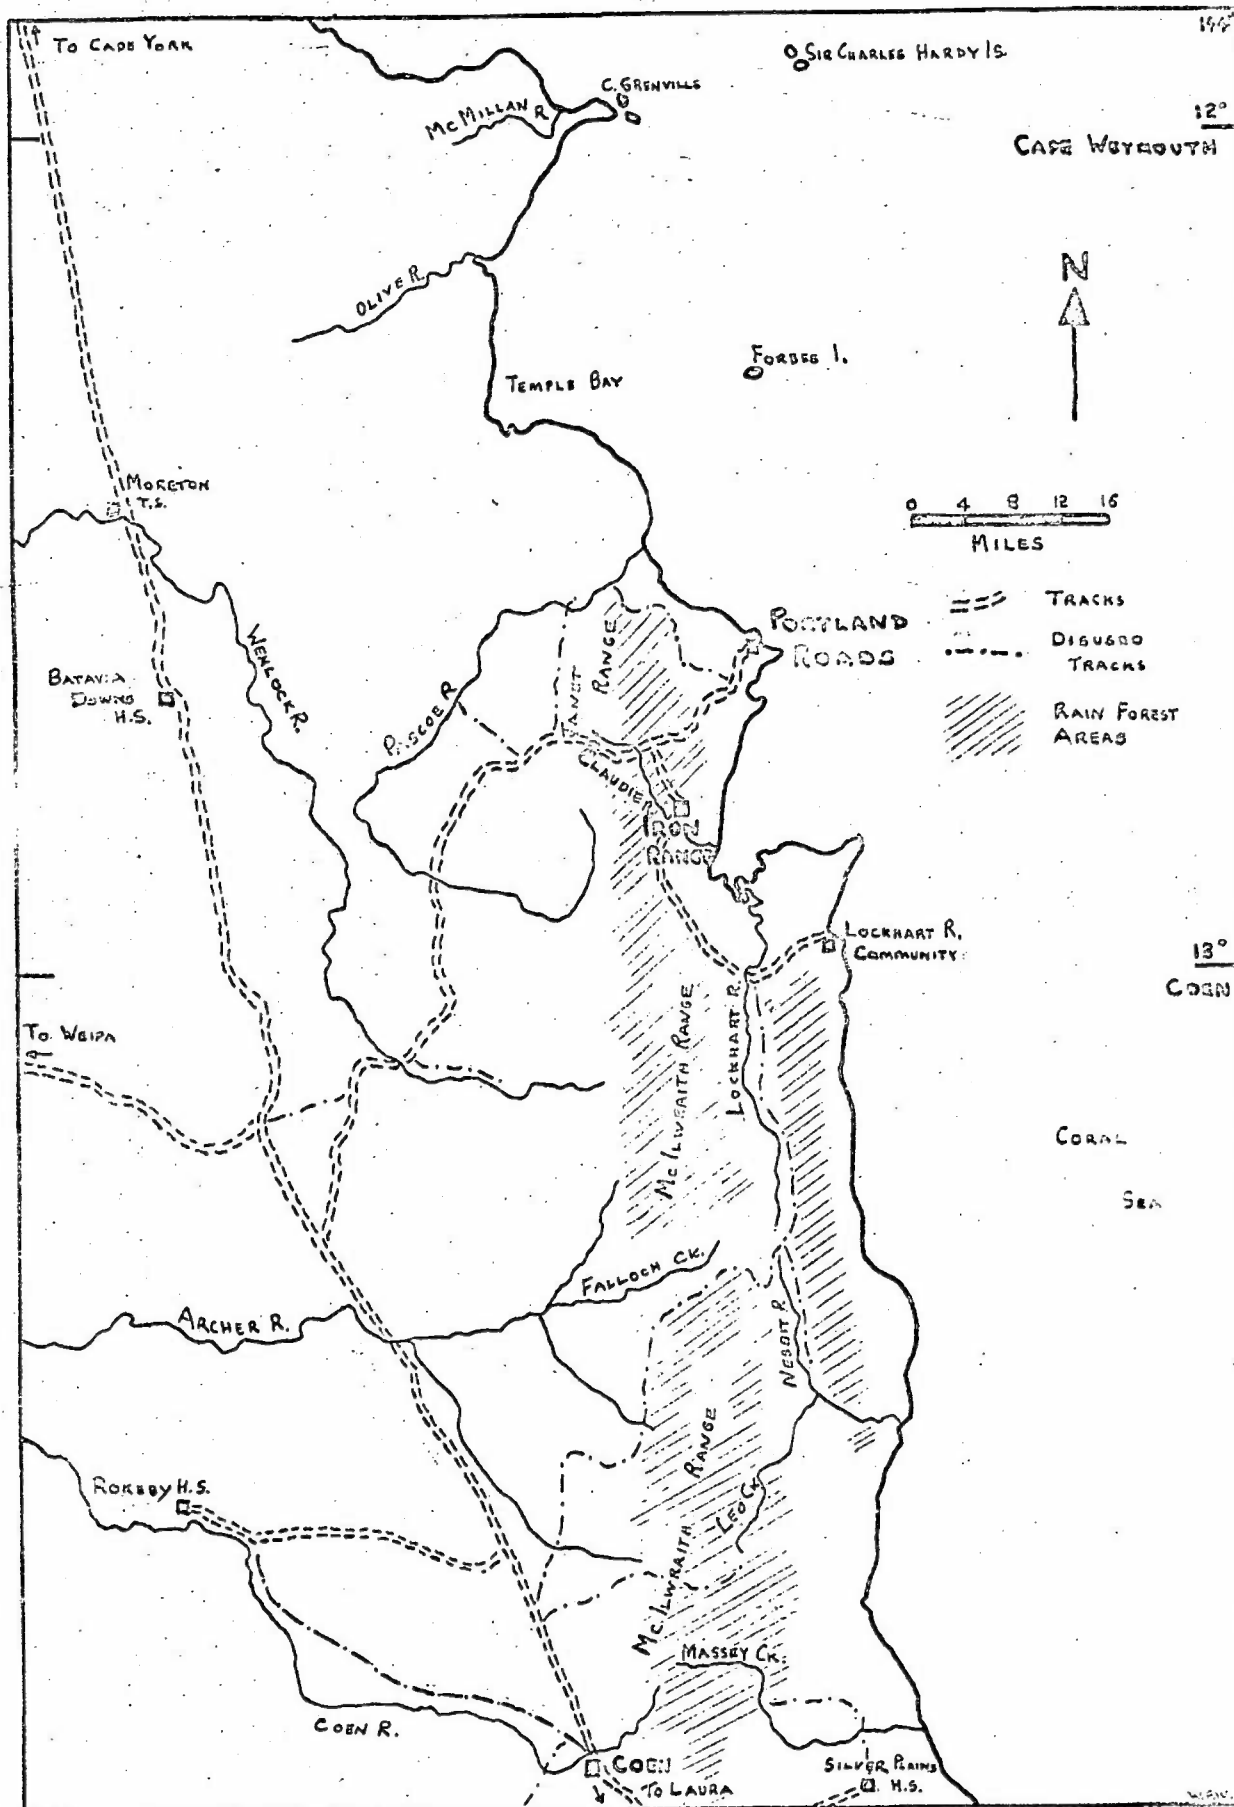 To Cape York
Sir Charles Hardy Is.
144°
C. Grenville
McMillan R
12°
Cape Weymouth
N
Olive R.
Forbes I.
Temple Bay
Moreton
T.S.
0 4 8 12 16
Miles
Tracks
Disused
Tracks
Rain Forest
Areas
Portland
Roads
Wenlock R.
Batavia
Downs
H.S.
Pascoe R
Janet
Range
Claudie R.
Iron
Range
Lockhart R.
Community
13°
Coen
To Weipa
McIlwraith Range
Lockhart R.
Coral
Sea
Falloch Ck.
Archer R.
Nesbit R.
Rokeby H.S.
McIlwraith
Range
Leo Ck.
Massey Ck.
Coen R.
Coen
To Laura
Silver Plains
H.S.